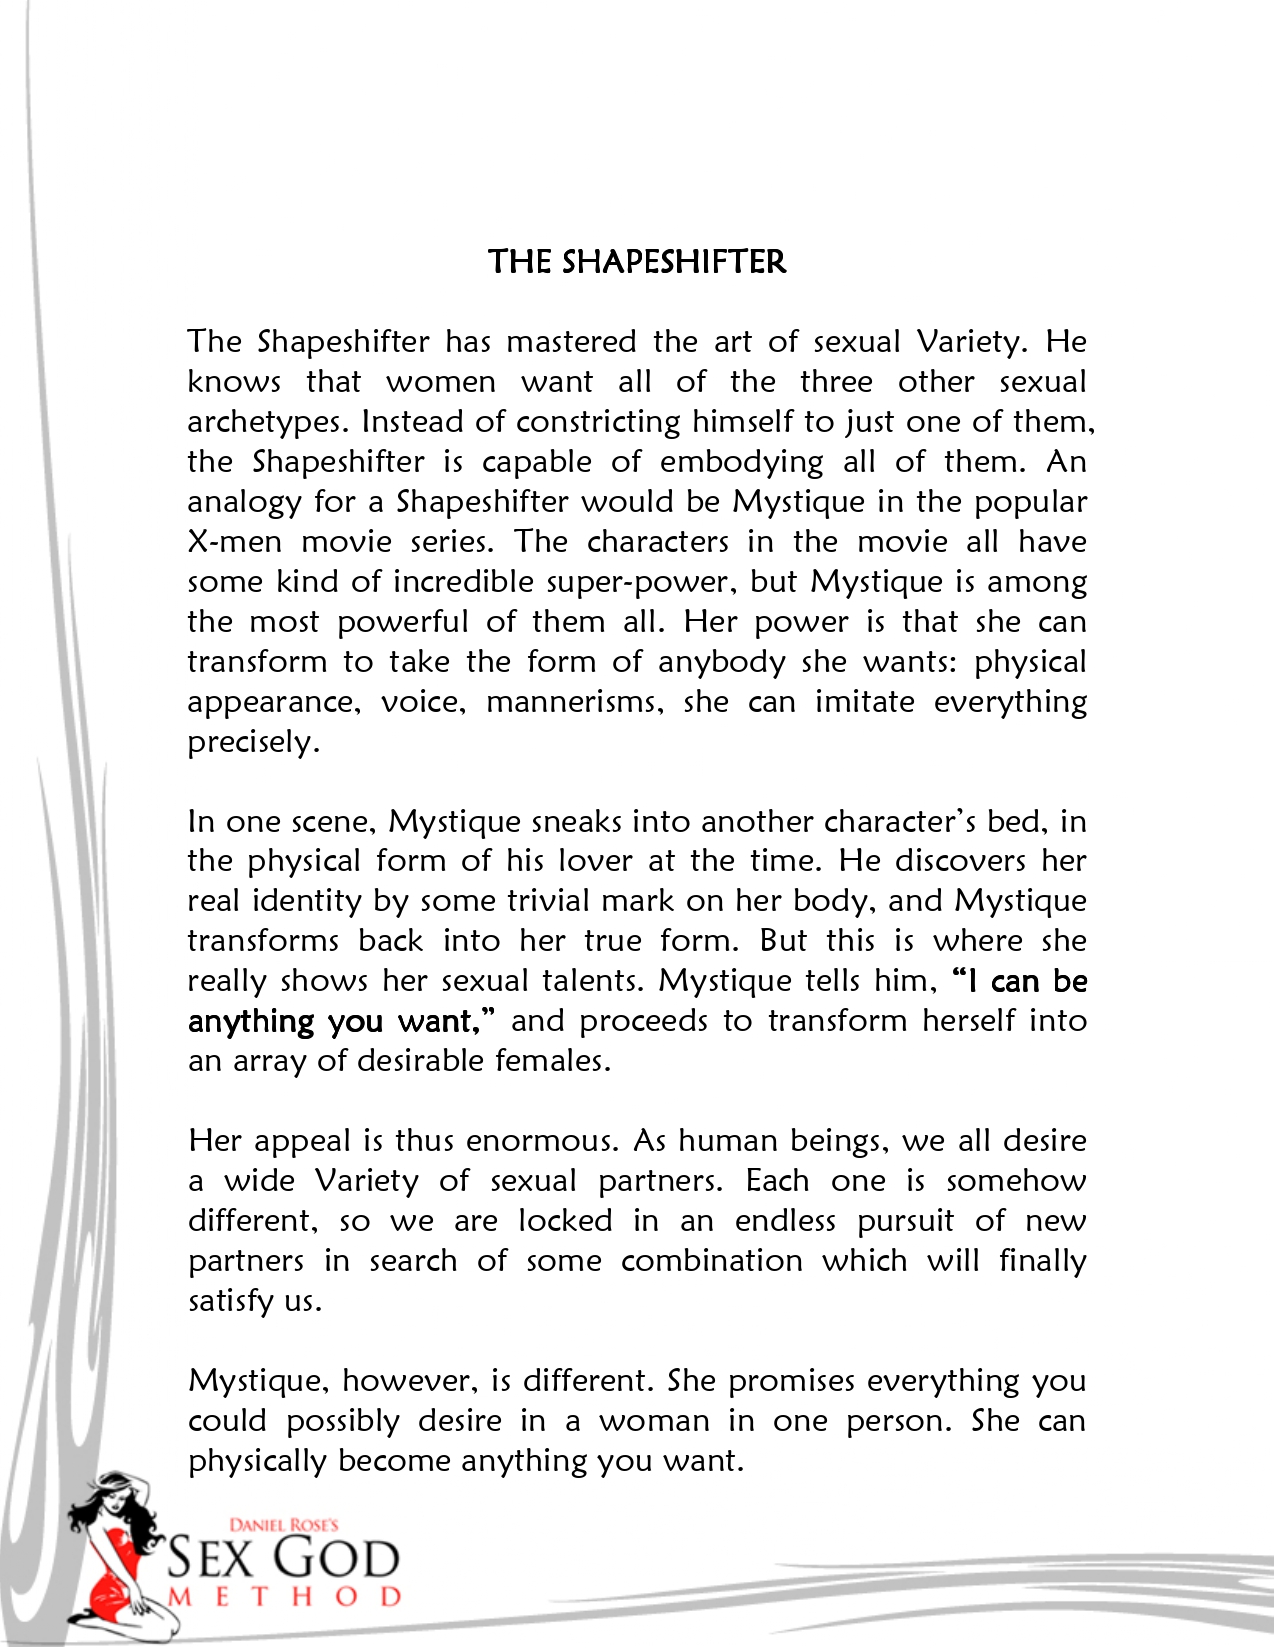 THE SHAPESHIFTER
The Shapeshifter has mastered the art of sexual Variety. He
knows that women want all of the three other sexual
archetypes. Instead of constricting himself to just one of them,
the Shapeshifter is capable of embodying all of them. An
analogy for a Shapeshifter would be Mystique in the popular
X-men movie series. The characters in the movie all have
some kind of incredible super-power, but Mystique is among
the most powerful of them all. Her power is that she can
transform to take the form of anybody she wants: physical
appearance, voice, mannerisms, she can imitate everything
precisely.
In one scene, Mystique sneaks into another character’s bed, in
the physical form of his lover at the time. He discovers her
real identity by some trivial mark on her body, and Mystique
transforms back into her true form. But this is where she
really shows her sexual talents. Mystique tells him, “I can be
anything you want,” and proceeds to transform herself into
an array of desirable females.
Her appeal is thus enormous. As human beings, we all desire
a wide Variety of sexual partners. Each one is somehow
different, so we are locked in an endless pursuit of new
partners in search of some combination which will finally
satisfy us.
Mystique, however, is different. She promises everything you
could possibly desire in a woman in one person. She can
physically become anything you want.
DANIEL ROSE'S
SEX GOD
METHOD